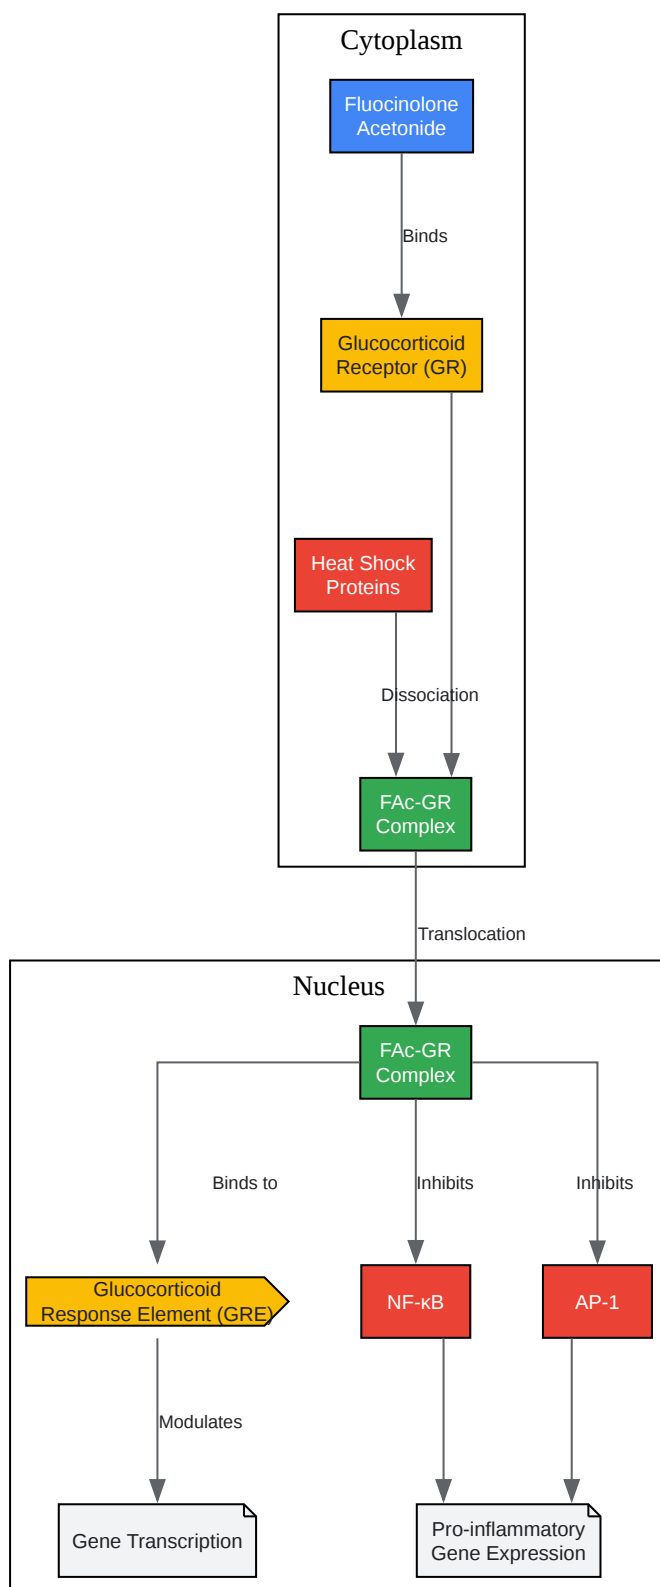 Cytoplasm
Fluocinolone
Acetonide
Binds
Glucocorticoid
Receptor (GR)
Heat Shock
Proteins
Dissociation
FAc-GR
Complex
Translocation
Nucleus
FAc-GR
Complex
Binds to
Inhibits
Inhibits
Glucocorticoid
Response Element (GRE)
NF-κB
AP-1
Modulates
Gene Transcription
Pro-inflammatory
Gene Expression